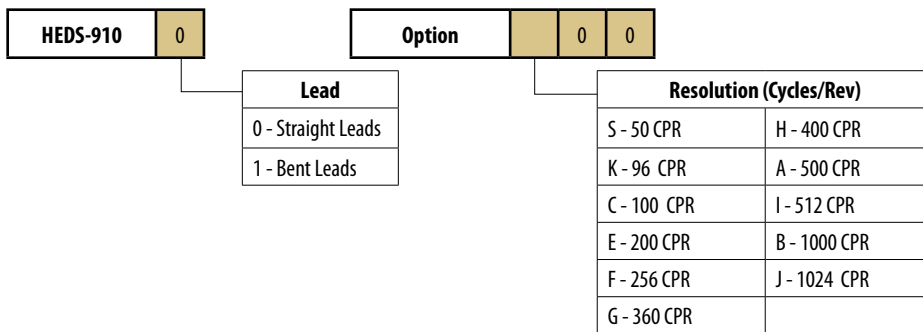 HEDS-910 0 Option 0 0
Lead
0 - Straight Leads
1 - Bent Leads
Resolution (Cycles/Rev)
S - 50 CPR H - 400 CPR
K - 96 CPR A - 500 CPR
C - 100 CPR I - 512 CPR
E - 200 CPR B - 1000 CPR
F - 256 CPR J - 1024 CPR
G - 360 CPR